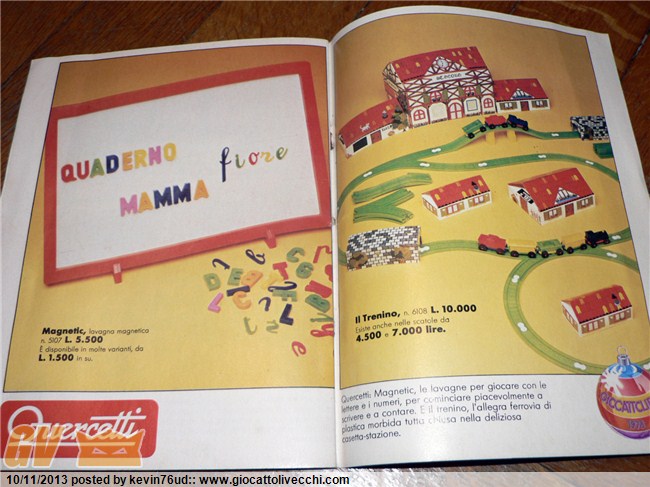 QUADERNO
fiore
MAMMA
Magnetic, lavagna magnetica
n. 5107 L. 5.500
È disponibile in molte varianti, da
L. 1.500 in su.
Quercetti
GV
Il Trenino, n. 6108 L. 10.000
Esiste anche nelle scatole da
4.500 e 7.000 lire.
Quercetti: Magnetic, le lavagne per giocare con le
lettere e i numeri, per cominciare piacevolmente a
scrivere e a contare. E il trenino, l'allegra ferrovia di
plastica morbida tutta chiusa nella deliziosa
casetta-stazione.
GIOCATTOLI
10/11/2013 posted by kevin76ud:: www.giocattolivecchi.com